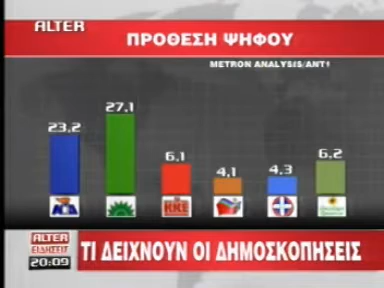 ALTER
ΠΡΟΘΕΣΗ ΨΗΦΟΥ
METRON ANALYSIS/ANT1
23,2
27,1
6,1
4,1
4,3
6,2
ΚΚΕ
ALTER
ΕΙΔΗΣΕΙΣ
20:09
ΤΙ ΔΕΙΧΝΟΥΝ ΟΙ ΔΗΜΟΣΚΟΠΗΣΕΙΣ